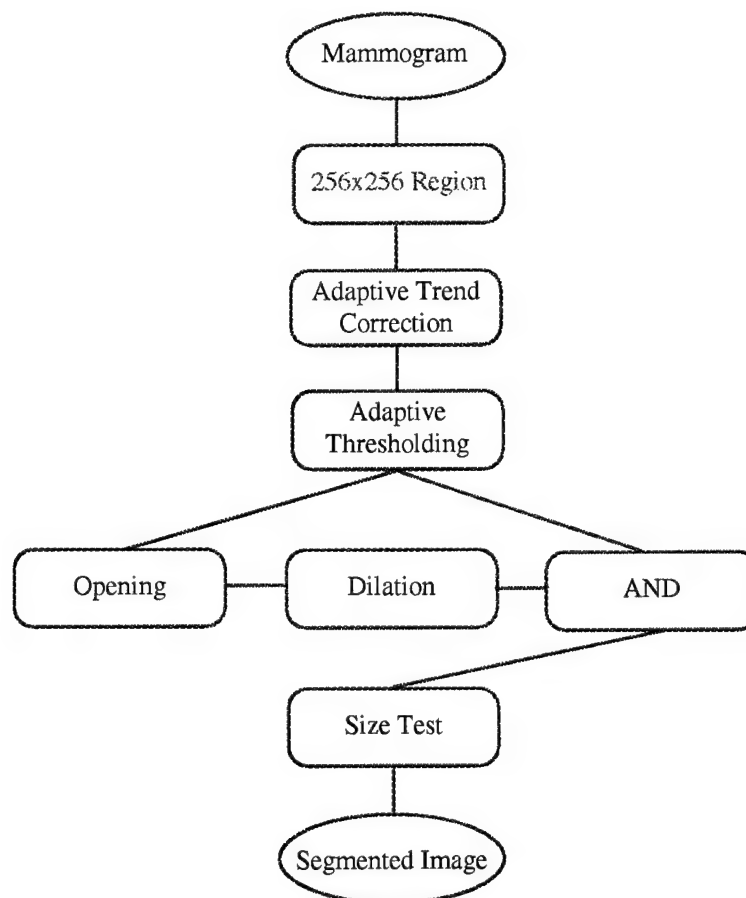 Mammogram
256x256 Region
Adaptive Trend
Correction
Adaptive
Thresholding
Opening
Dilation
AND
Size Test
Segmented Image